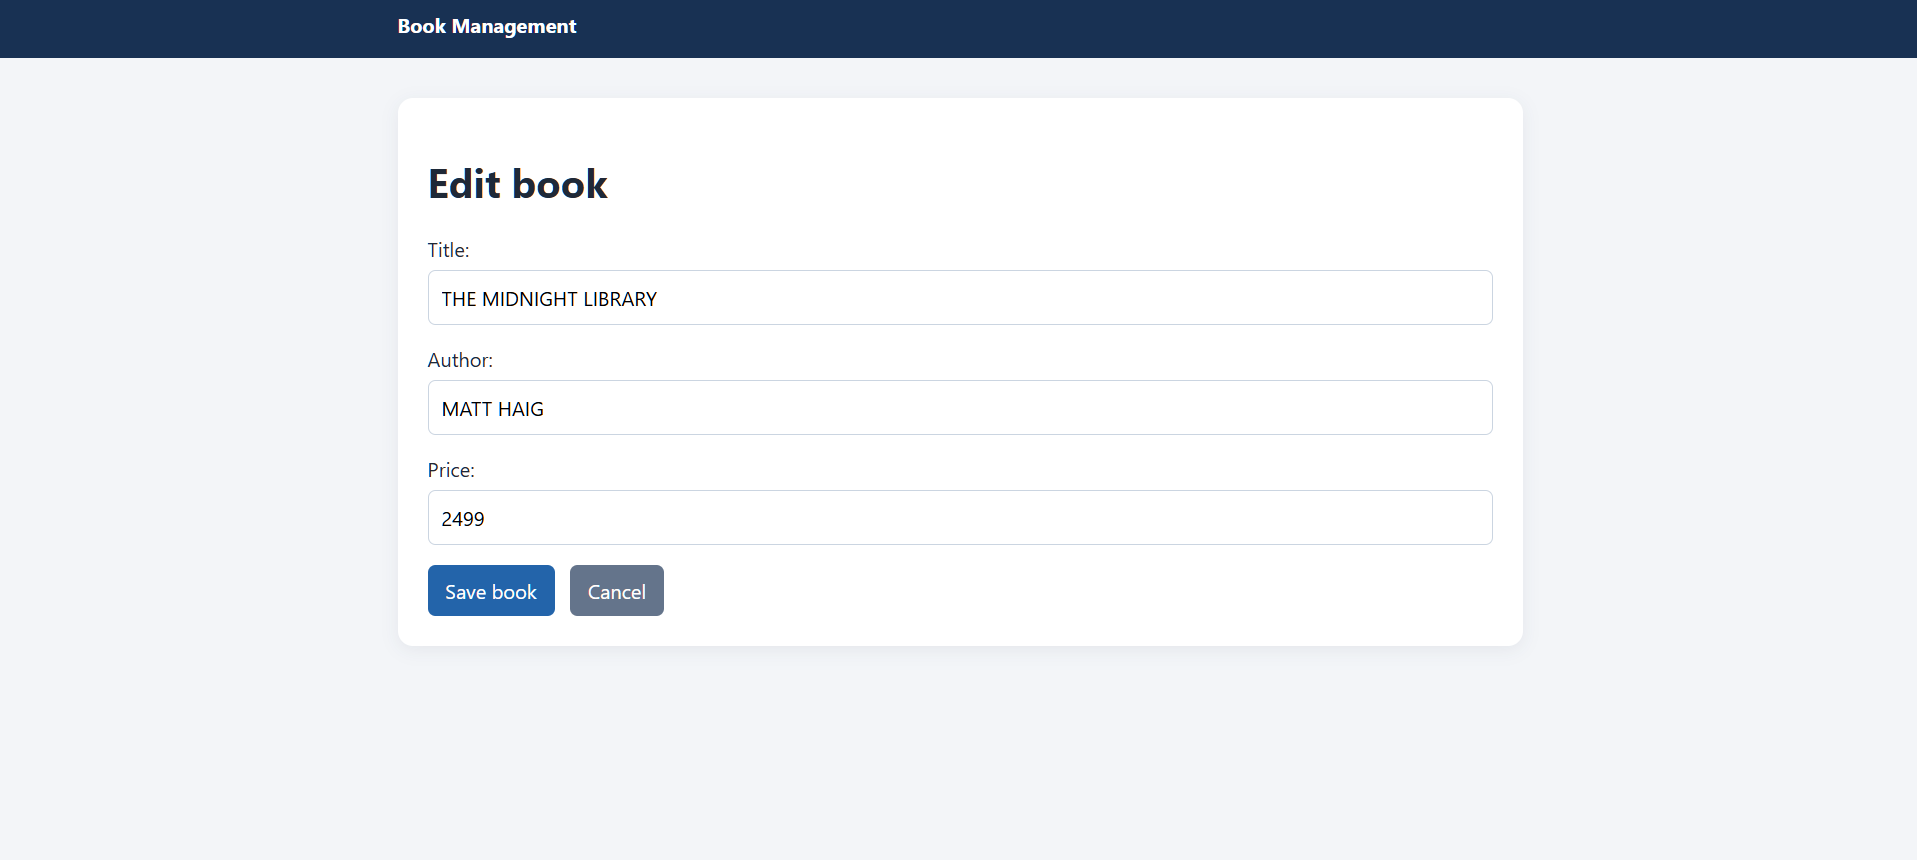 Book Management
Edit book
Title:
THE MIDNIGHT LIBRARY
Author:
MATT HAIG
Price:
2499
Save book Cancel